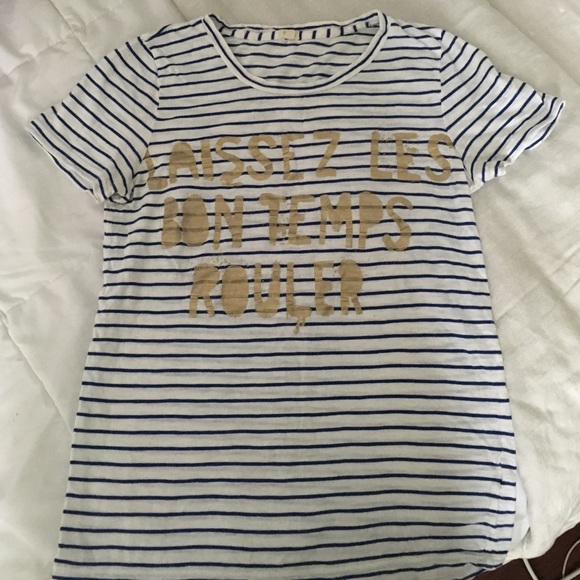 LAISSEZ LES
BON TEMPS
ROULER